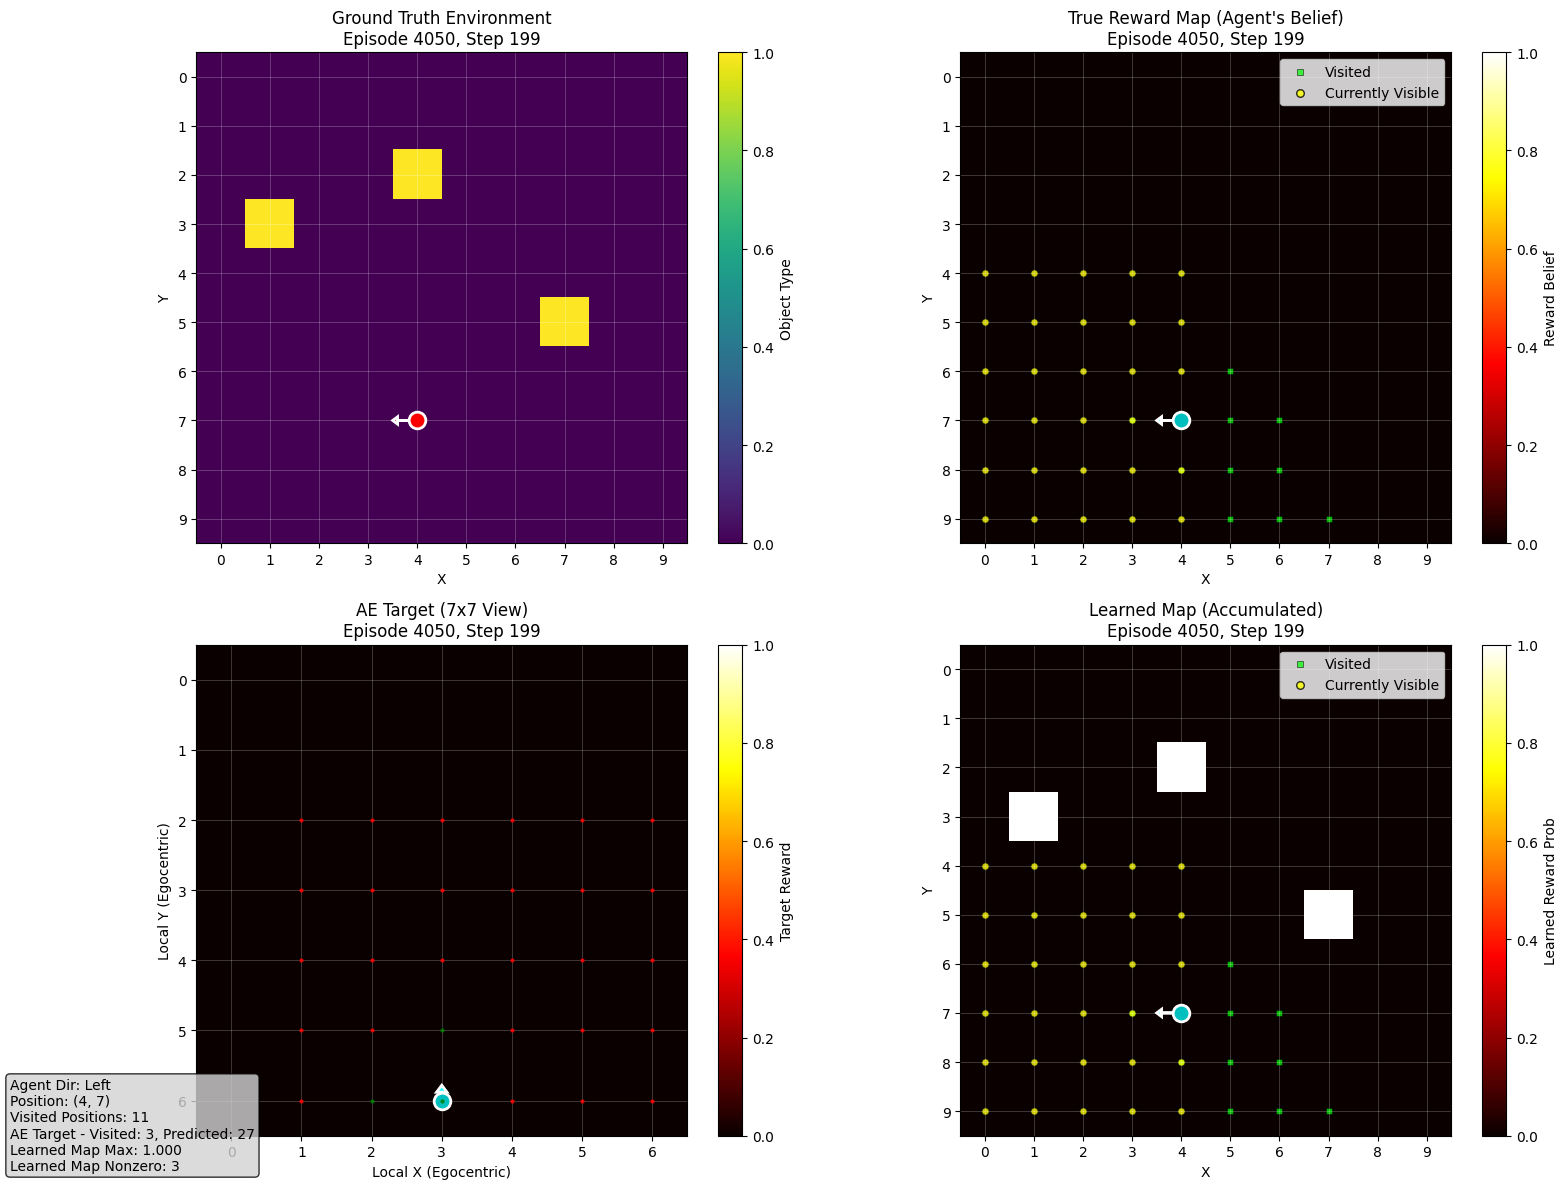 Ground Truth Environment
Episode 4050, Step 199
0
1
2
3
4
5
6
7
8
9
Y
0 1 2 3 4 5 6 7 8 9
X
1.0
0.8
0.6
0.4
0.2
0.0
Object Type
True Reward Map (Agent's Belief)
Episode 4050, Step 199
Visited
Currently Visible
0
1
2
3
4
5
6
7
8
9
Y
0 1 2 3 4 5 6 7 8 9
X
1.0
0.8
0.6
0.4
0.2
0.0
Reward Belief
AE Target (7x7 View)
Episode 4050, Step 199
0
1
2
3
4
5
6
Local Y (Egocentric)
0 1 2 3 4 5 6
Local X (Egocentric)
1.0
0.8
0.6
0.4
0.2
0.0
Target Reward
Agent Dir: Left
Position: (4, 7)
Visited Positions: 11
AE Target - Visited: 3, Predicted: 27
Learned Map Max: 1.000
Learned Map Nonzero: 3
Learned Map (Accumulated)
Episode 4050, Step 199
Visited
Currently Visible
0
1
2
3
4
5
6
7
8
9
Y
0 1 2 3 4 5 6 7 8 9
X
1.0
0.8
0.6
0.4
0.2
0.0
Learned Reward Prob